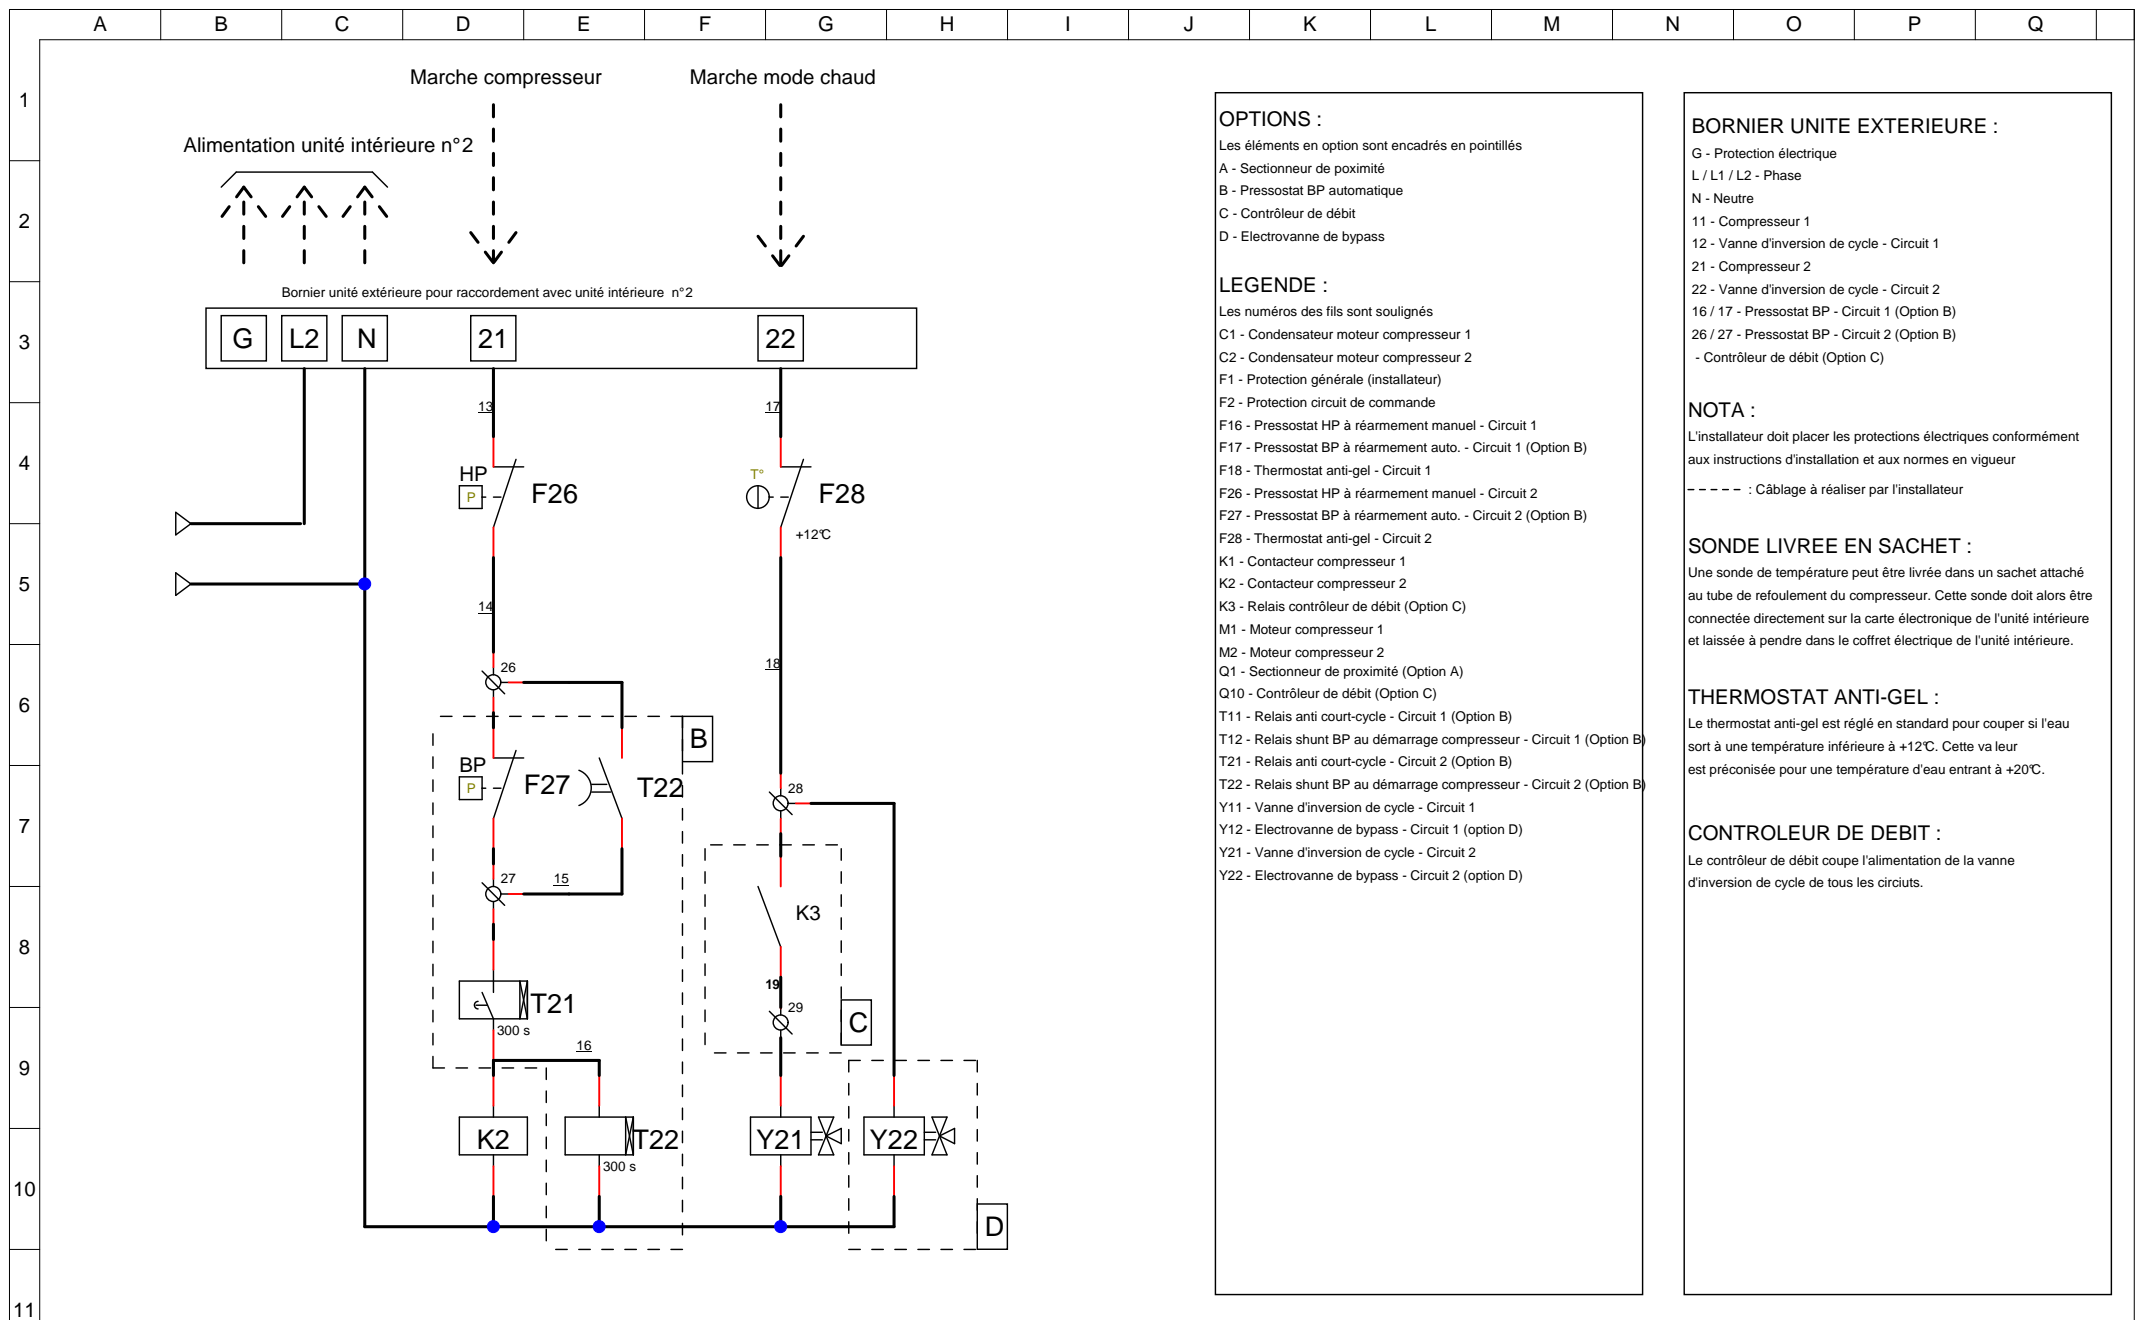 A B C D E F G H I J K L M N O P Q
1
2
3
4
5
6
7
8
9
10
11
Marche compresseur
Marche mode chaud
Alimentation unité intérieure n°2
Bornier unité extérieure pour raccordement avec unité intérieure n°2
G L2 N 21 22
13
17
HP
P
F26
T°
F28
+12°C
14
18
26
B
BP
P
F27
T22
28
27
15
K3
19
29
C
T21
300 s
16
K2
T22
300 s
Y21
Y22
D
OPTIONS :
Les éléments en option sont encadrés en pointillés
A - Sectionneur de poximité
B - Pressostat BP automatique
C - Contrôleur de débit
D - Electrovanne de bypass
LEGENDE :
Les numéros des fils sont soulignés
C1 - Condensateur moteur compresseur 1
C2 - Condensateur moteur compresseur 2
F1 - Protection générale (installateur)
F2 - Protection circuit de commande
F16 - Pressostat HP à réarmement manuel - Circuit 1
F17 - Pressostat BP à réarmement auto. - Circuit 1 (Option B)
F18 - Thermostat anti-gel - Circuit 1
F26 - Pressostat HP à réarmement manuel - Circuit 2
F27 - Pressostat BP à réarmement auto. - Circuit 2 (Option B)
F28 - Thermostat anti-gel - Circuit 2
K1 - Contacteur compresseur 1
K2 - Contacteur compresseur 2
K3 - Relais contrôleur de débit (Option C)
M1 - Moteur compresseur 1
M2 - Moteur compresseur 2
Q1 - Sectionneur de proximité (Option A)
Q10 - Contrôleur de débit (Option C)
T11 - Relais anti court-cycle - Circuit 1 (Option B)
T12 - Relais shunt BP au démarrage compresseur - Circuit 1 (Option B)
T21 - Relais anti court-cycle - Circuit 2 (Option B)
T22 - Relais shunt BP au démarrage compresseur - Circuit 2 (Option B)
Y11 - Vanne d'inversion de cycle - Circuit 1
Y12 - Electrovanne de bypass - Circuit 1 (option D)
Y21 - Vanne d'inversion de cycle - Circuit 2
Y22 - Electrovanne de bypass - Circuit 2 (option D)
BORNIER UNITE EXTERIEURE :
G - Protection électrique
L / L1 / L2 - Phase
N - Neutre
11 - Compresseur 1
12 - Vanne d'inversion de cycle - Circuit 1
21 - Compresseur 2
22 - Vanne d'inversion de cycle - Circuit 2
16 / 17 - Pressostat BP - Circuit 1 (Option B)
26 / 27 - Pressostat BP - Circuit 2 (Option B)
- Contrôleur de débit (Option C)
NOTA :
L'installateur doit placer les protections électriques conformément
aux instructions d'installation et aux normes en vigueur
----- : Câblage à réaliser par l'installateur
SONDE LIVREE EN SACHET :
Une sonde de température peut être livrée dans un sachet attaché
au tube de refoulement du compresseur. Cette sonde doit alors être
connectée directement sur la carte électronique de l'unité intérieure
et laissée à pendre dans le coffret électrique de l'unité intérieure.
THERMOSTAT ANTI-GEL :
Le thermostat anti-gel est réglé en standard pour couper si l'eau
sort à une température inférieure à +12°C. Cette va leur
est préconisée pour une température d'eau entrant à +20°C.
CONTROLEUR DE DEBIT :
Le contrôleur de débit coupe l'alimentation de la vanne
d'inversion de cycle de tous les circiuts.